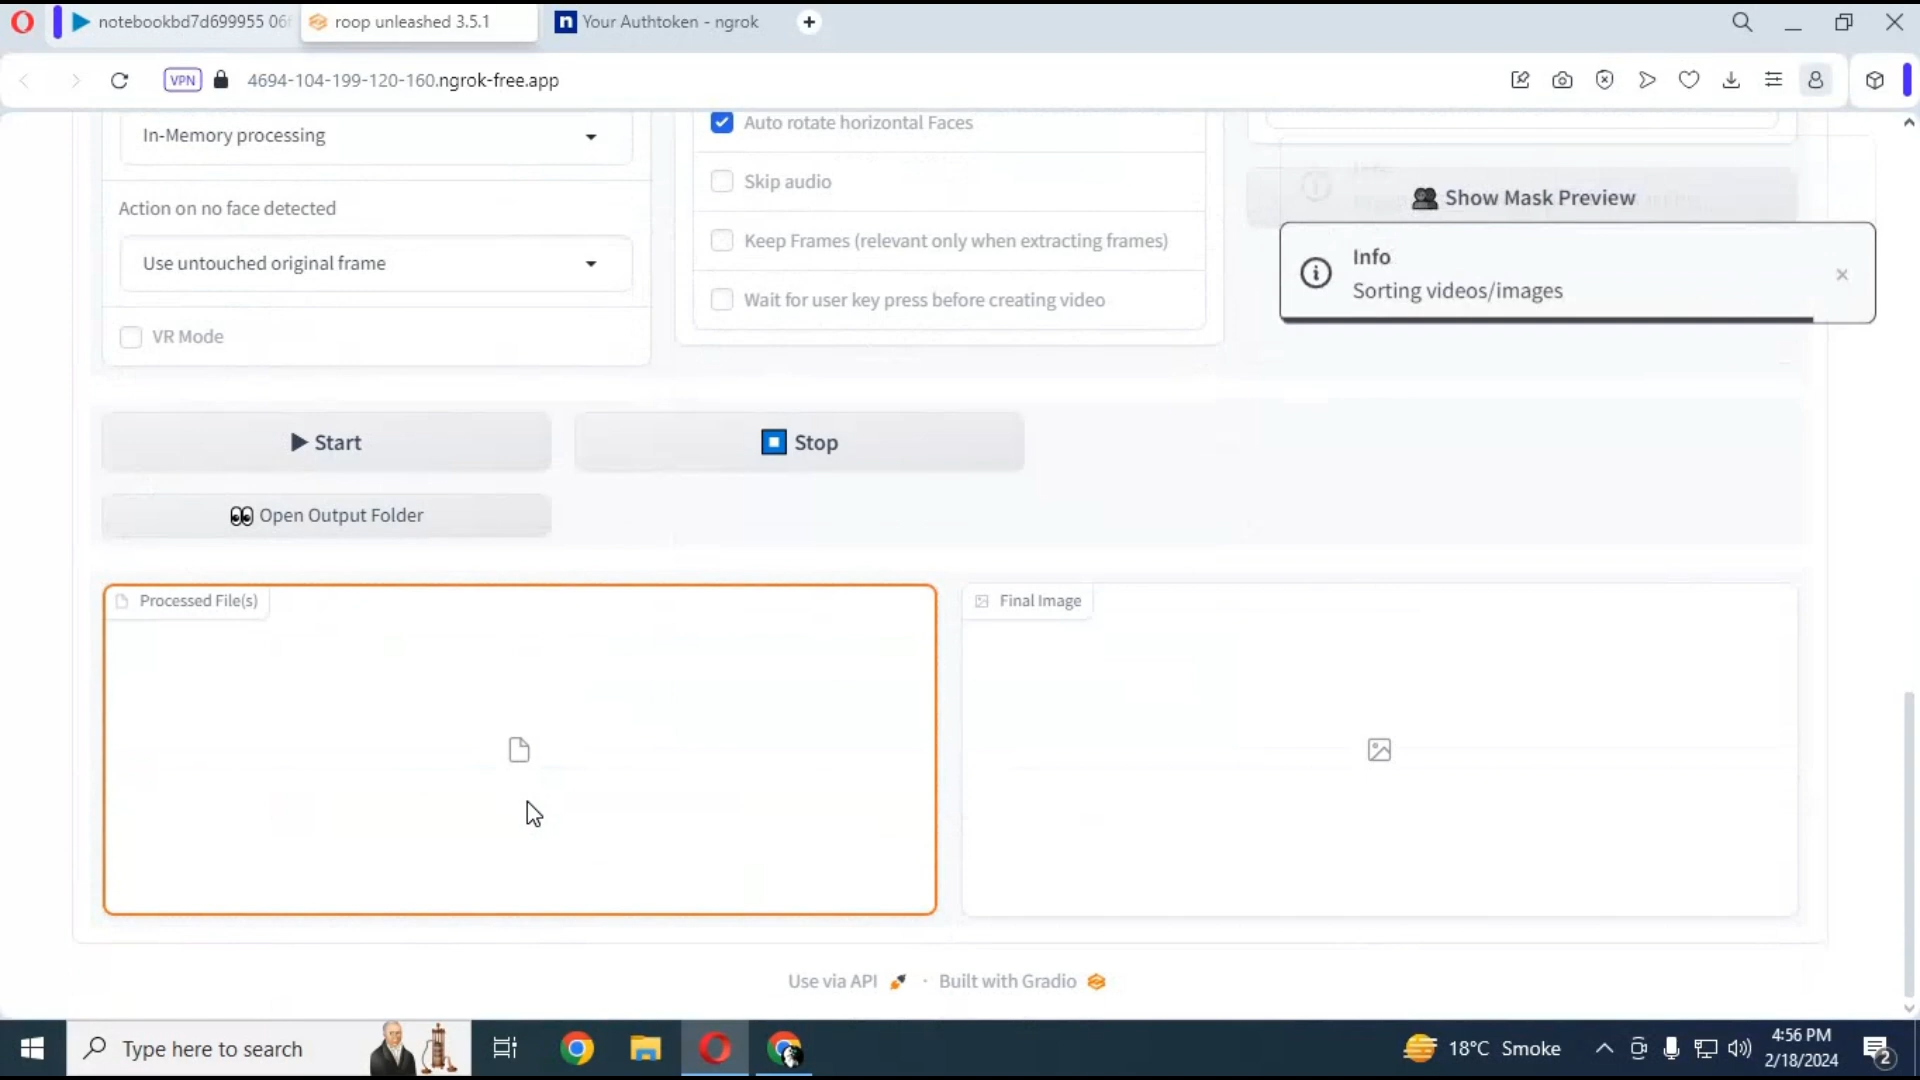 notebookbd7d699955 06
roop unleashed 3.5.1
Your Authtoken - ngrok
VPN
4694-104-199-120-160.ngrok-free.app
In-Memory processing
Action on no face detected
Use untouched original frame
VR Mode
Auto rotate horizontal Faces
Skip audio
Keep Frames (relevant only when extracting frames)
Wait for user key press before creating video
Show Mask Preview
Info
Sorting videos/images
Start
Stop
Open Output Folder
Processed File(s)
Final Image
Use via API · Built with Gradio
Type here to search
18°C Smoke
4:56 PM
2/18/2024
2